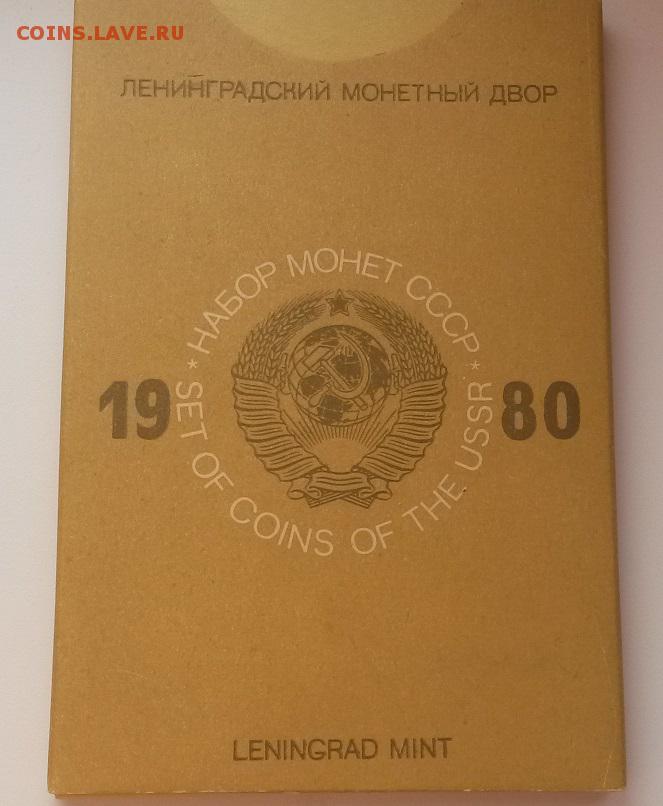 COINS.LAVE.RU
ЛЕНИНГРАДСКИЙ МОНЕТНЫЙ ДВОР
* НАБОР МОНЕТ СССР *
19 80
SET OF COINS OF THE USSR
LENINGRAD MINT